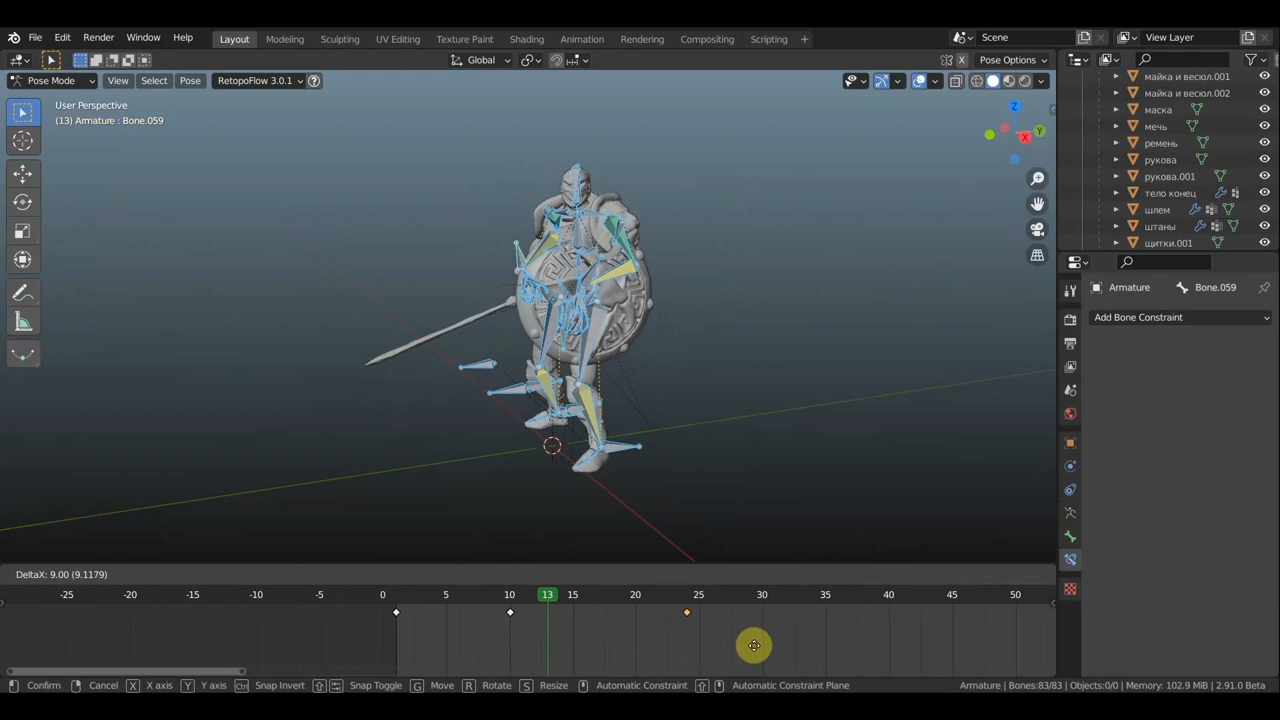 File Edit Render Window Help Layout Modeling Sculpting UV Editing Texture Paint Shading Animation Rendering Compositing Scripting + Scene View Layer
Global X Pose Options
Pose Mode View Select Pose RetopoFlow 3.0.1 ?
User Perspective
(13) Armature : Bone.059
Z
Y
X
майка и весюл.001
майка и весюл.002
маска
мечь
ремень
рукова
рукова.001
тело конец
шлем
штаны
щитки.001
Armature Bone.059
Add Bone Constraint
DeltaX: 9.00 (9.1179)
-25 -20 -15 -10 -5 0 5 10 13 15 20 25 30 35 40 45 50
Confirm Cancel X X axis Y Y axis Ctrl Snap Invert Snap Toggle G Move R Rotate S Resize Automatic Constraint Automatic Constraint Plane Armature | Bones:83/83 | Objects:0/0 | Memory: 102.9 MiB | 2.91.0 Beta